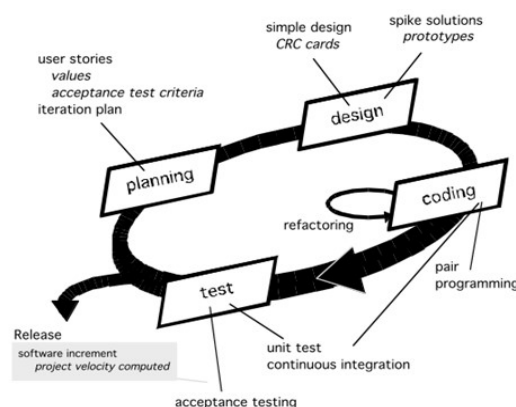 simple design
CRC cards
spike solutions
prototypes
user stories
values
acceptance test criteria
iteration plan
design
planning
coding
refactoring
test
pair
programming
unit test
continuous integration
Release
software increment
project velocity computed
acceptance testing